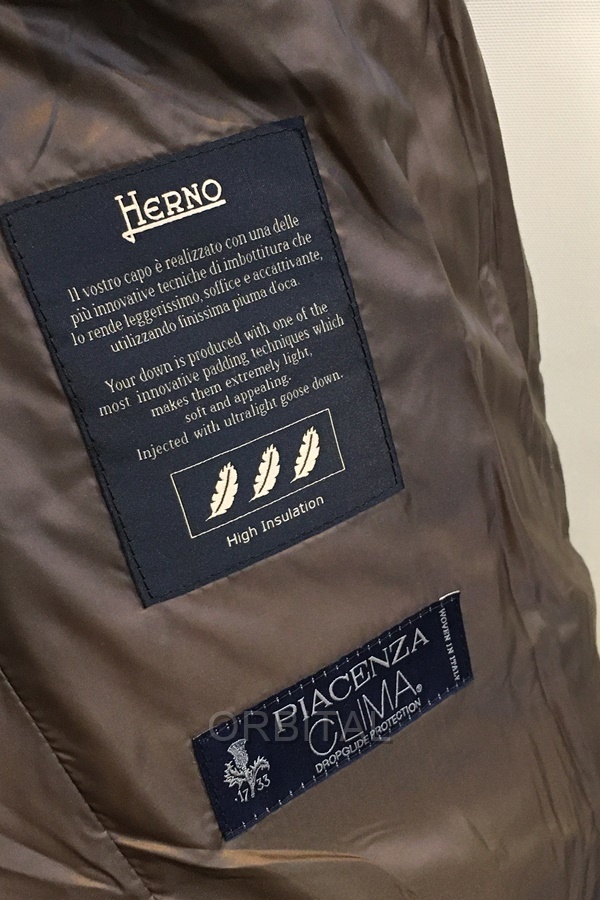 HERNO
Il vostro capo è realizzato con una delle
più innovative tecniche di imbottitura che
lo rende leggerissimo, soffice e accattivante,
utilizzando finissima piuma d'oca.
Your down is produced with one of the
most innovative padding techniques which
makes them extremely light,
soft and appealing.
Injected with ultralight goose down.
High Insulation
PIACENZA
CLIMA®
DROPGLIDE PROTECTION
·1733
WOVEN IN ITALY
ORBITAL